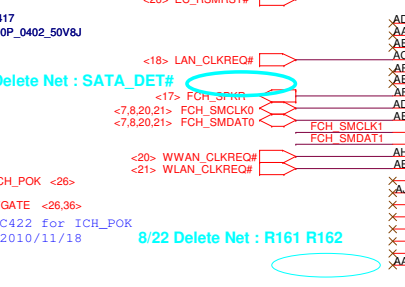 417
0P_0402_50V8J
<18> LAN_CLKREQ#
Delete Net : SATA_DET#
<17> FCH_SPKR
<7,8,20,21> FCH_SMCLK0
<7,8,20,21> FCH_SMDAT0
FCH_SMCLK1
FCH_SMDAT1
<20> WWAN_CLKREQ#
<21> WLAN_CLKREQ#
CH_POK <26>
GATE <26,36>
C422 for ICH_POK
2010/11/18
8/22 Delete Net : R161 R162